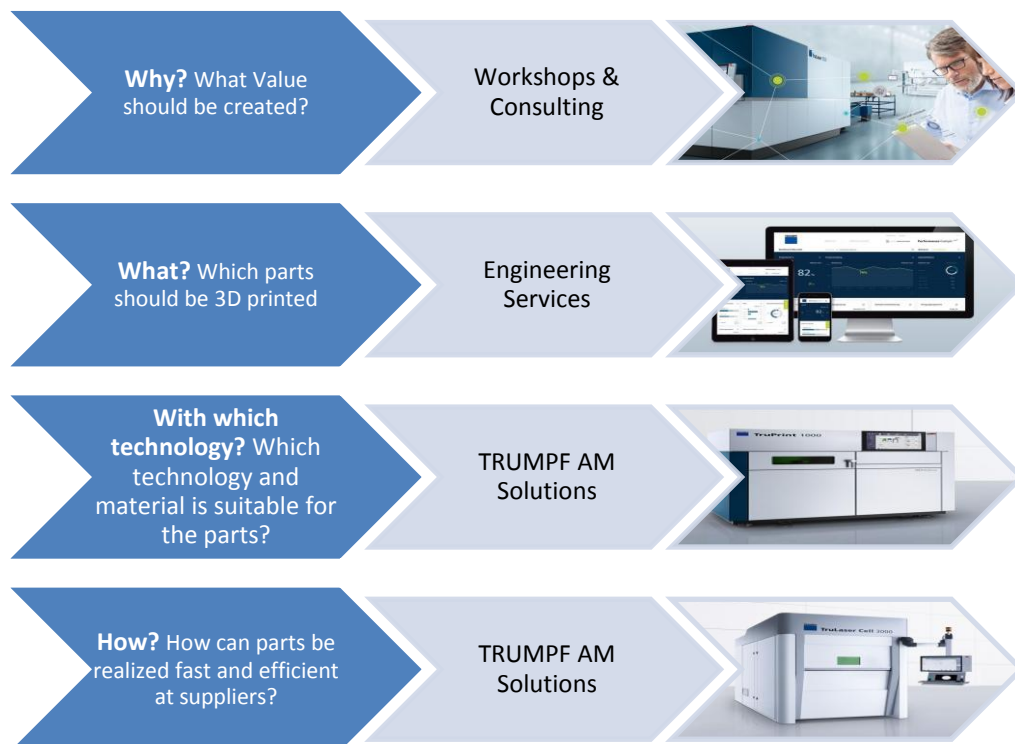 Why? What Value
should be created?
Workshops &
Consulting
What? Which parts
should be 3D printed
Engineering
Services
82
With which
technology? Which
technology and
material is suitable for
the parts?
TRUMPF AM
Solutions
TruPrint 1000
How? How can parts be
realized fast and efficient
at suppliers?
TRUMPF AM
Solutions
TruLaser Cell 3000